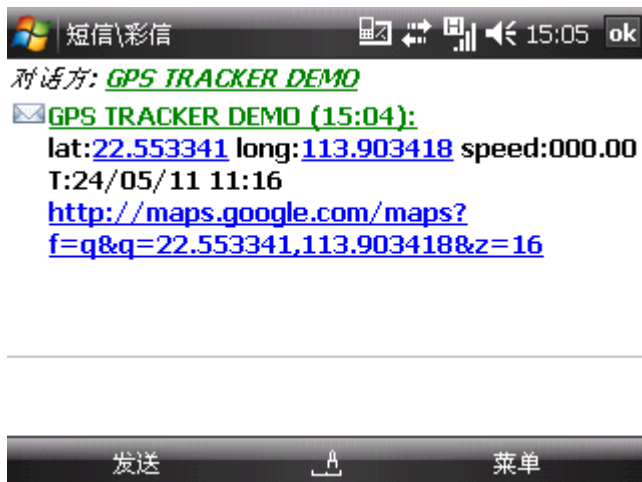 短信\彩信 15:05 ok
对话方: GPS TRACKER DEMO
GPS TRACKER DEMO (15:04):
lat:22.553341 long:113.903418 speed:000.00
T:24/05/11 11:16
http://maps.google.com/maps?
f=q&q=22.553341,113.903418&z=16
发送 菜单